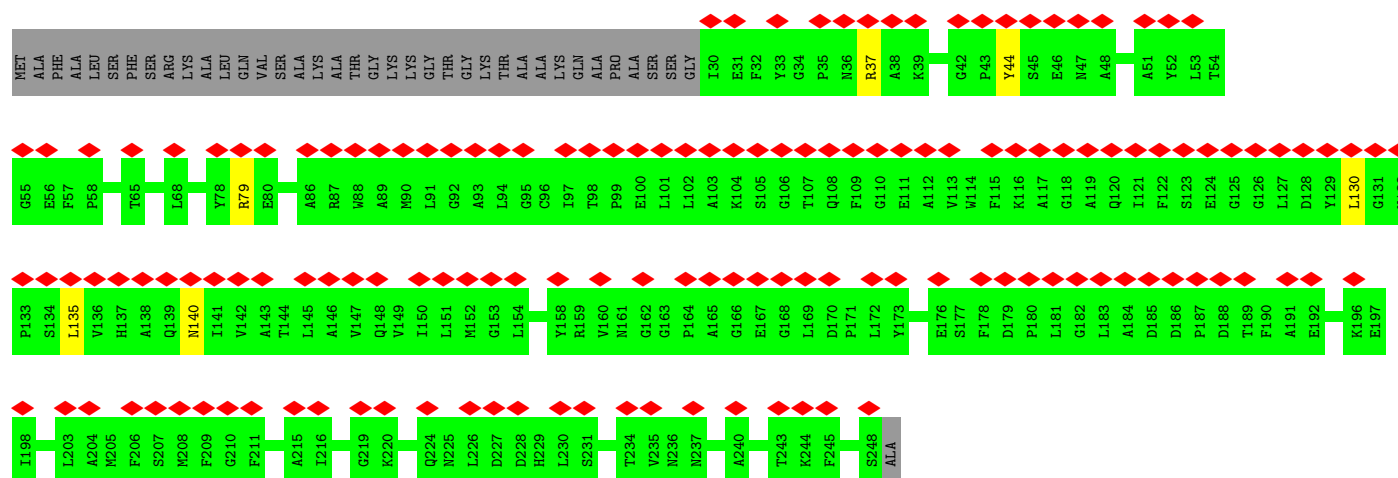 MET ALA PHE ALA LEU SER PHE SER ARG LYS ALA LEU GLN VAL SER ALA LYS ALA THR GLY LYS LYS GLY THR GLY LYS THR ALA ALA LYS GLN ALA PRO ALA SER SER GLY I30 E31 F32 Y33 G34 P35 N36 R37 A38 K39 G42 P43 Y44 S45 E46 N47 A48 A51 Y52 L53 T54
G55 E56 F57 P58 T65 L68 Y78 R79 E80 A86 R87 W88 A89 M90 L91 G92 A93 L94 G95 C96 I97 T98 P99 E100 L101 L102 A103 K104 S105 G106 T107 Q108 F109 G110 E111 A112 V113 W114 F115 K116 A117 G118 A119 Q120 I121 F122 S123 E124 G125 G126 L127 D128 Y129 L130 G131
P133 S134 L135 V136 H137 A138 Q139 N140 I141 V142 A143 T144 L145 A146 V147 Q148 V149 I150 L151 M152 G153 L154 Y158 R159 V160 N161 G162 G163 P164 A165 G166 E167 G168 L169 D170 P171 L172 Y173 E176 S177 F178 D179 P180 L181 G182 L183 A184 D185 D186 P187 D188 T189 F190 A191 E192 K196 E197
I198 L203 A204 M205 F206 S207 M208 F209 G210 F211 A215 I216 G219 K220 Q224 N225 L226 D227 D228 H229 L230 S231 T234 V235 N236 N237 A240 T243 K244 F245 S248 ALA